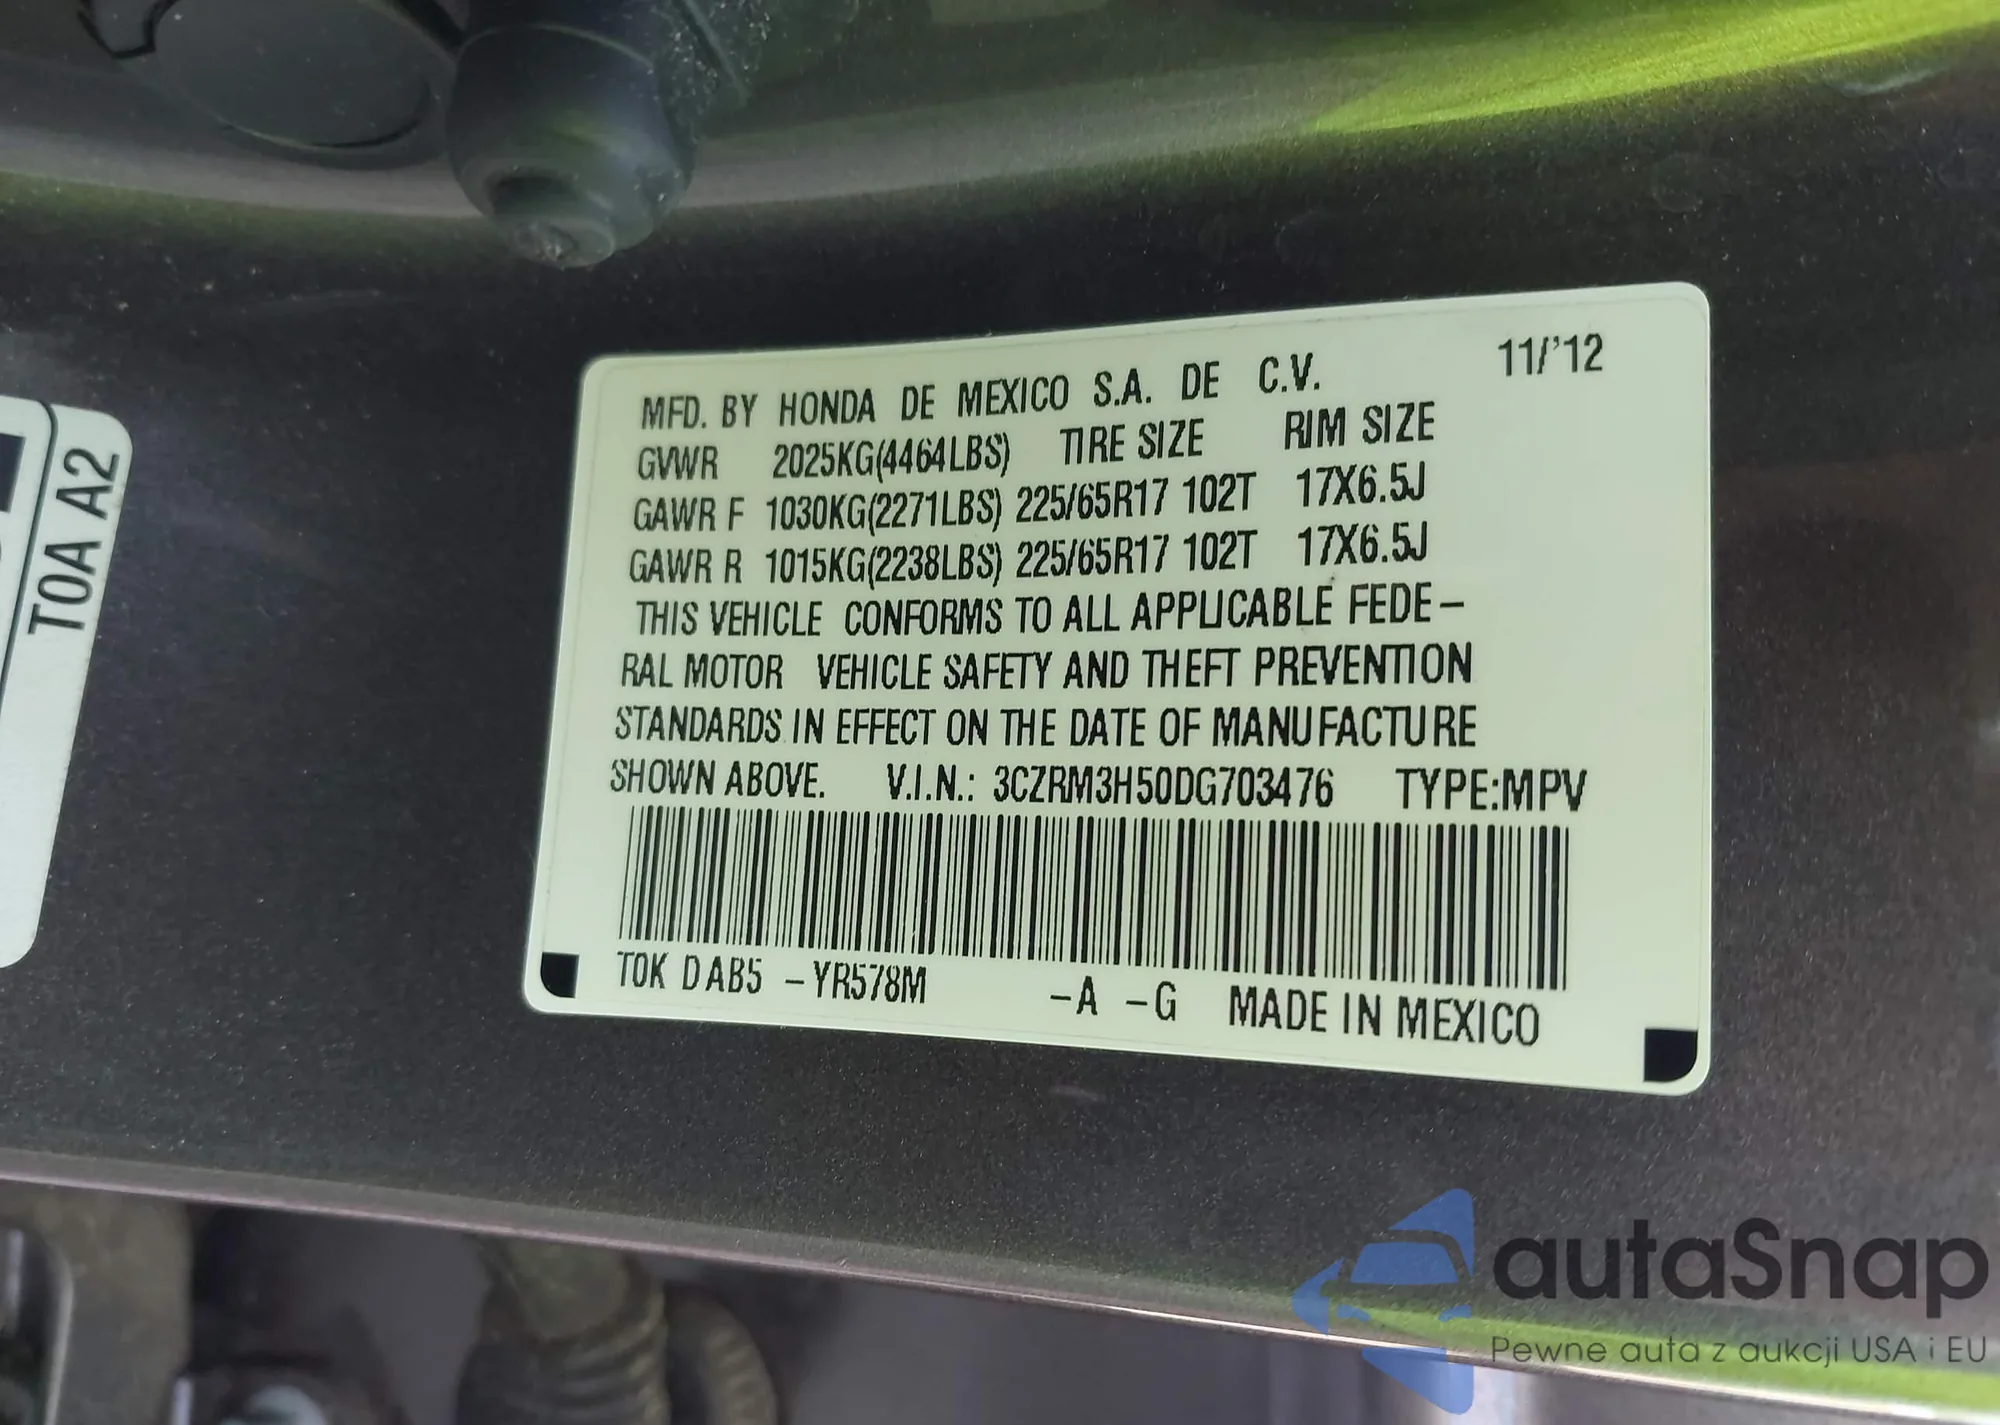 T0A A2
11/'12
MFD. BY HONDA DE MEXICO S.A. DE C.V.
GVWR 2025KG(4464LBS) TIRE SIZE RIM SIZE
GAWR F 1030KG(2271LBS) 225/65R17 102T 17X6.5J
GAWR R 1015KG(2238LBS) 225/65R17 102T 17X6.5J
THIS VEHICLE CONFORMS TO ALL APPLICABLE FEDE-
RAL MOTOR VEHICLE SAFETY AND THEFT PREVENTION
STANDARDS IN EFFECT ON THE DATE OF MANUFACTURE
SHOWN ABOVE. V.I.N.: 3CZRM3H50DG703476 TYPE:MPV
T0K DAB5 -YR578M -A -G MADE IN MEXICO
autaSnap
Pewne auta z aukcji USA i EU